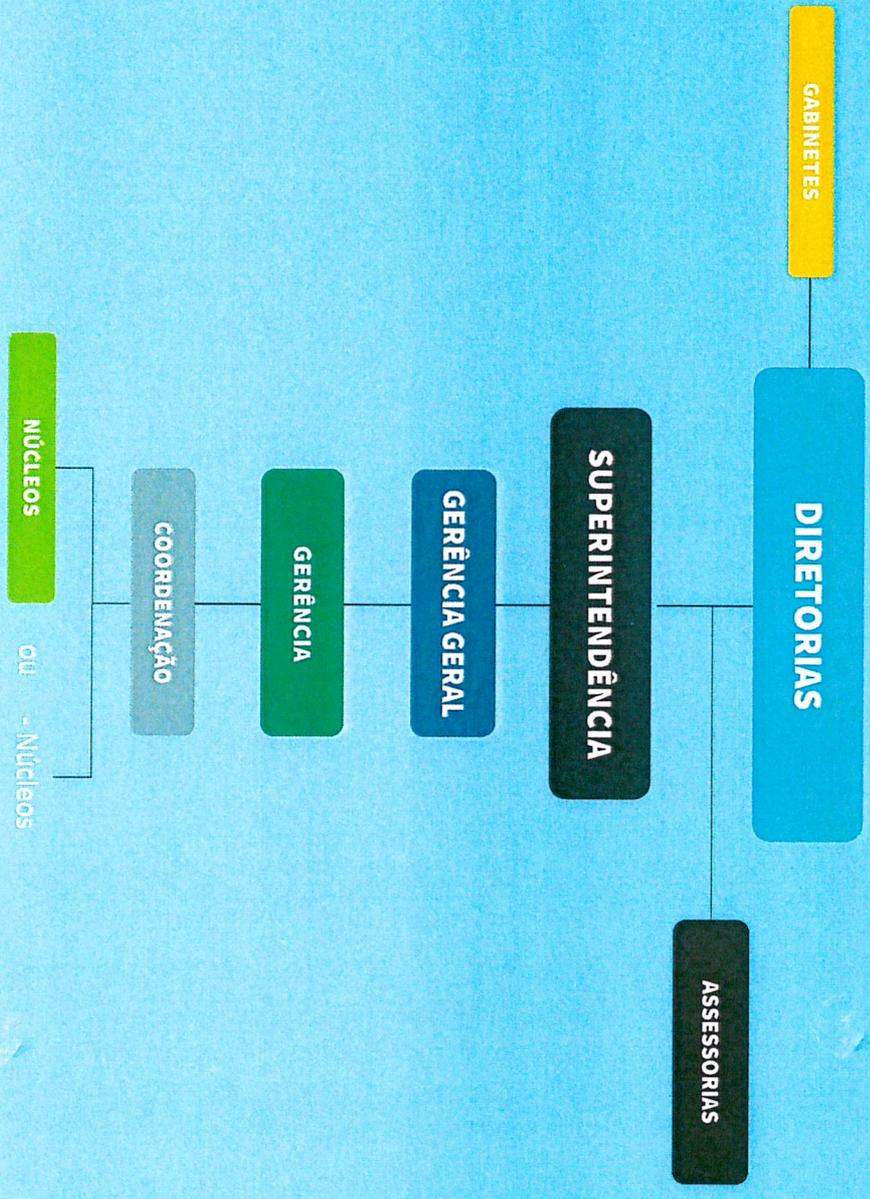 DIRETORIAS
GABINETES
ASSESSORIAS
SUPERINTENDÊNCIA
GERÊNCIA GERAL
GERÊNCIA
COORDENAÇÃO
NÚCLEOS
ou - Núcleos